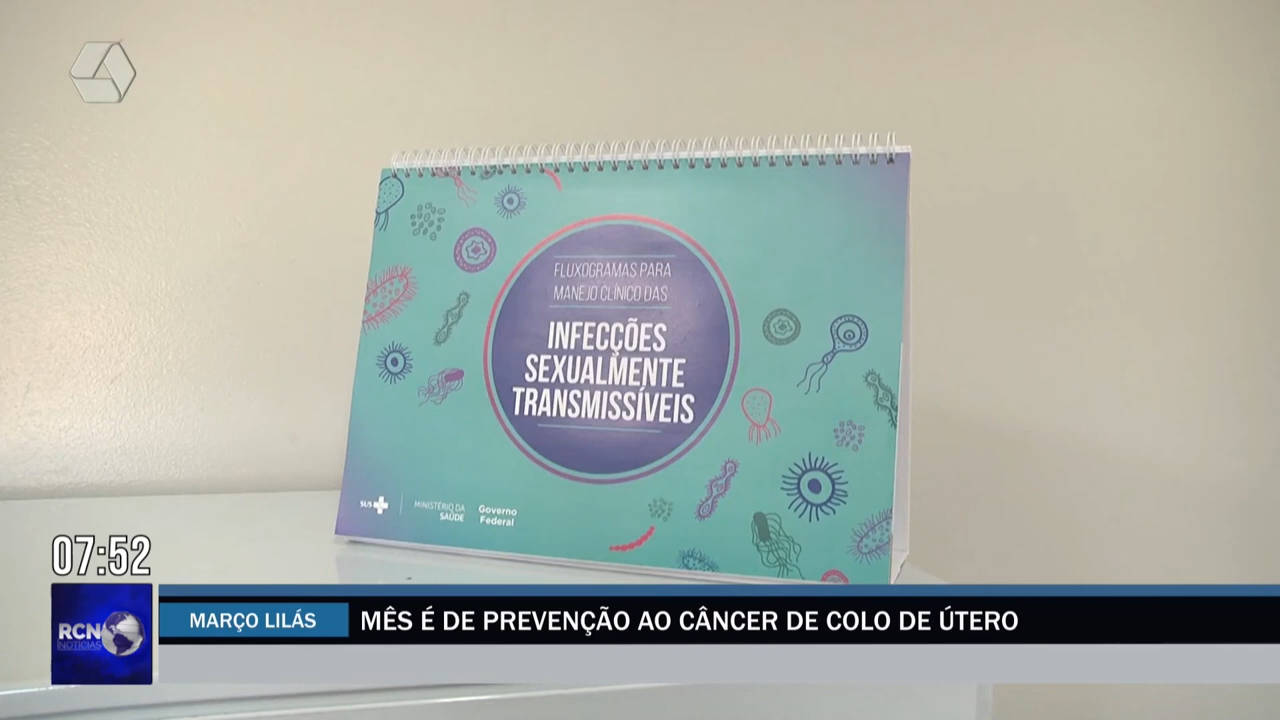 FLUXOGRAMAS PARA
MANEJO CLÍNICO DAS
INFECÇÕES
SEXUALMENTE
TRANSMISSÍVEIS
SUS
MINISTÉRIO DA
SAÚDE
Governo
Federal
07:52
RCN
NOTÍCIAS
MARÇO LILÁS
MÊS É DE PREVENÇÃO AO CÂNCER DE COLO DE ÚTERO